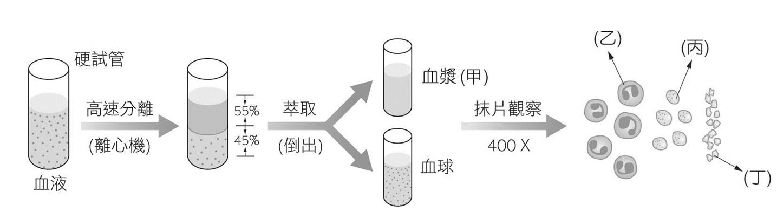 硬試管
血液
高速分離
(離心機)
55%
45%
萃取
(倒出)
血漿(甲)
血球
抹片觀察
400 X
(乙)
(丙)
(丁)